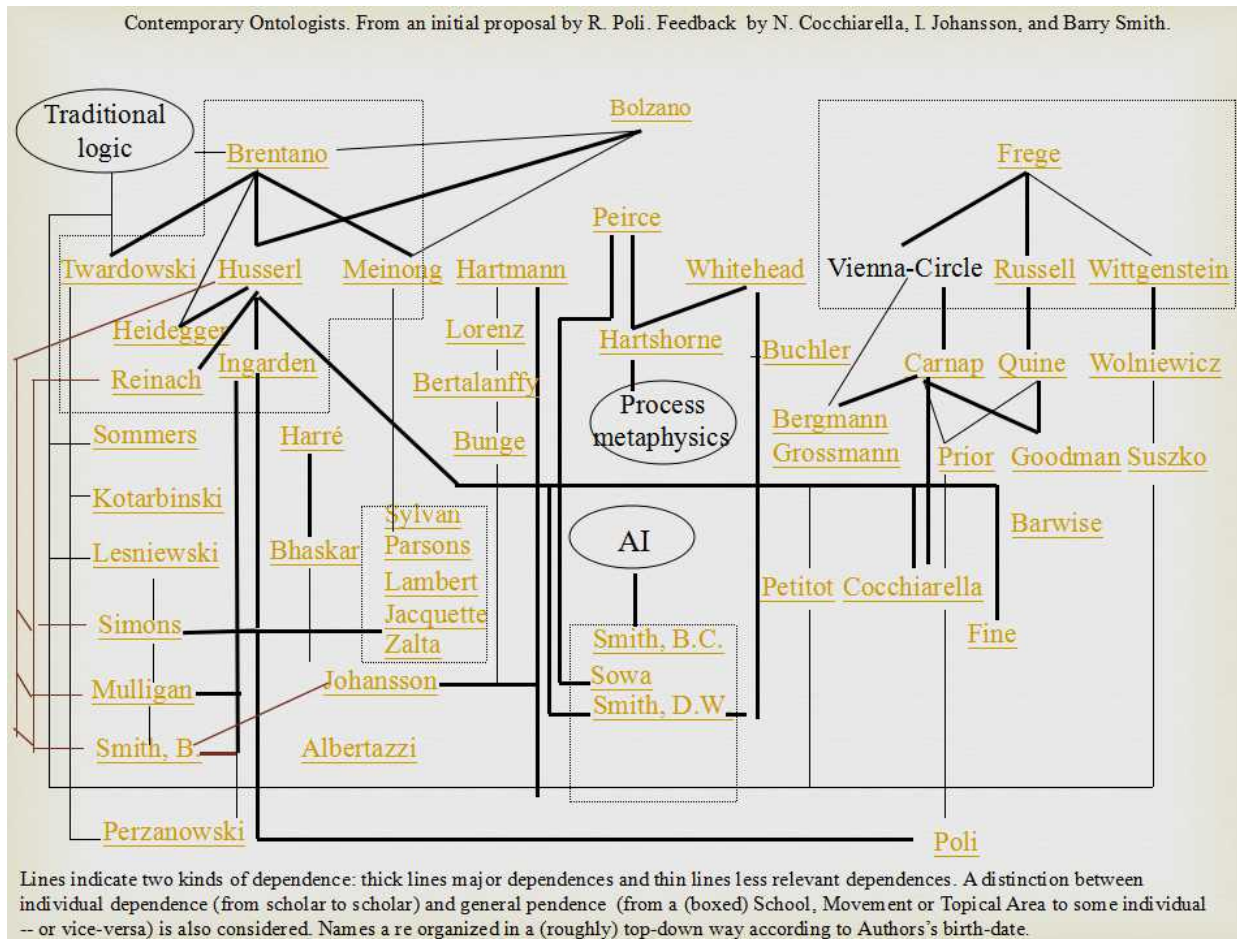 Contemporary Ontologists. From an initial proposal by R. Poli. Feedback by N. Cocchiarella, I. Johansson, and Barry Smith.
Traditional
logic
Bolzano
Brentano
Frege
Peirce
Twardowski
Husserl
Meinong
Hartmann
Whitehead
Vienna-Circle
Russell
Wittgenstein
Heidegger
Lorenz
Hartshorne
Buchler
Ingarden
Carnap
Quine
Wolniewicz
Reinach
Bertalanffy
Process
metaphysics
Bergmann
Grossmann
Sommers
Harré
Bunge
Prior
Goodman
Suszko
Kotarbinski
Sylvan
Barwise
Lesniewski
Bhaskar
Parsons
AI
Lambert
Petitot
Cocchiarella
Jacquette
Simons
Zalta
Smith, B.C.
Fine
Mulligan
Johansson
Sowa
Smith, D.W.
Smith, B.
Albertazzi
Perzanowski
Poli
Lines indicate two kinds of dependence: thick lines major dependences and thin lines less relevant dependences. A distinction between
individual dependence (from scholar to scholar) and general pendence (from a (boxed) School, Movement or Topical Area to some individual
-- or vice-versa) is also considered. Names a re organized in a (roughly) top-down way according to Authors's birth-date.